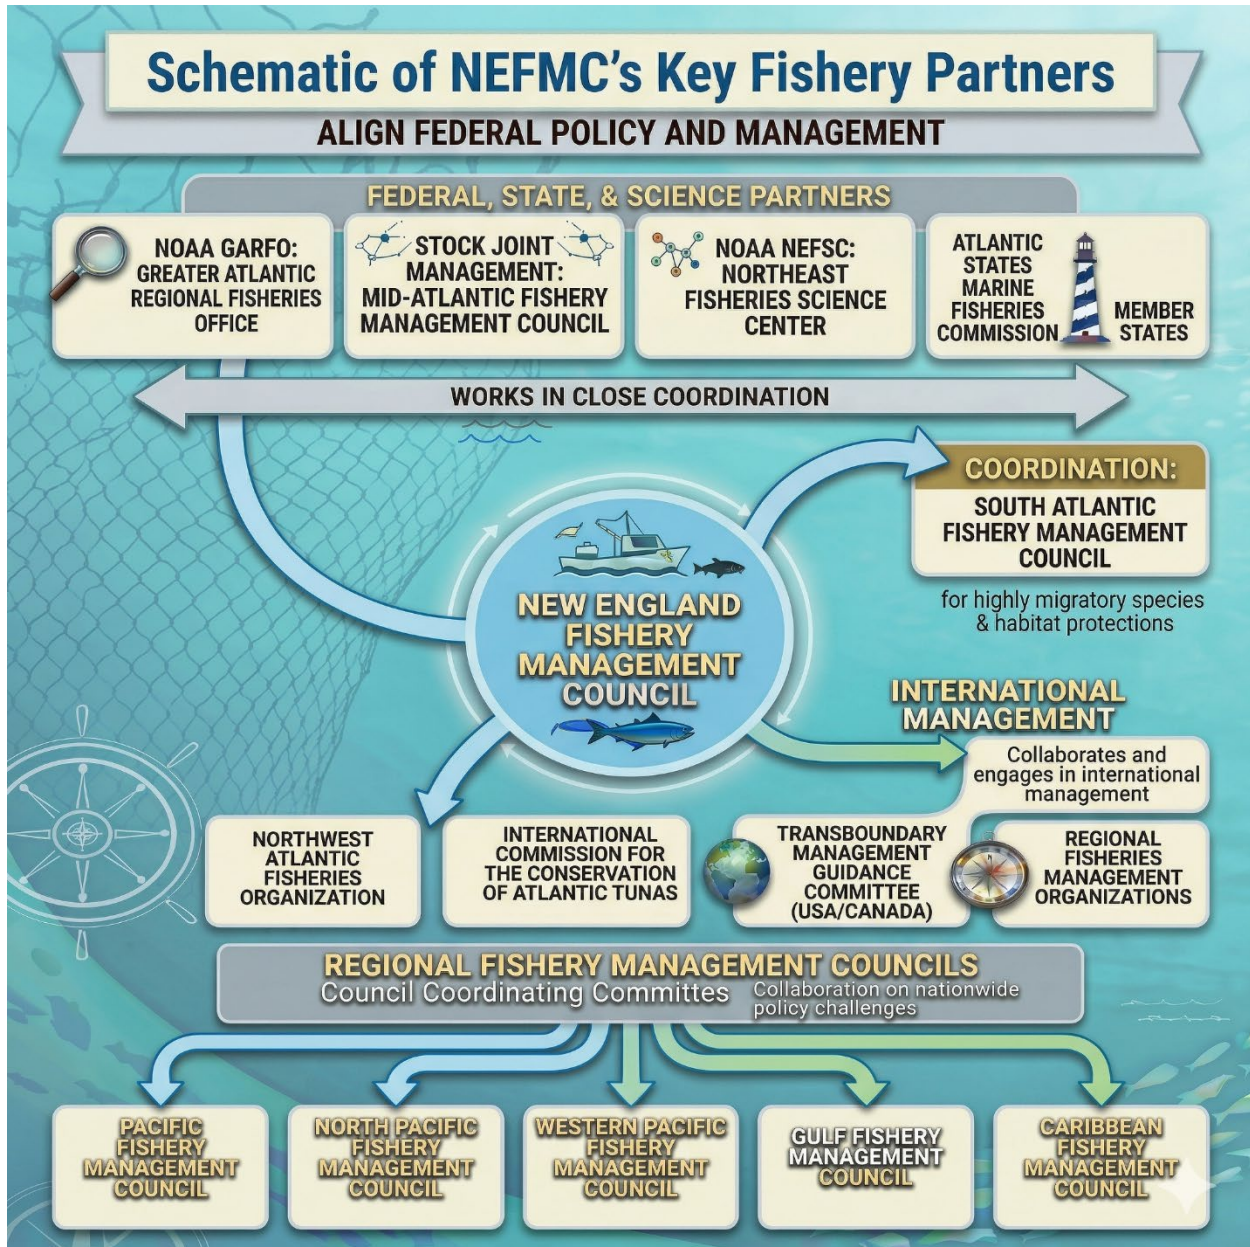 Schematic of NEFMC's Key Fishery Partners
ALIGN FEDERAL POLICY AND MANAGEMENT
FEDERAL, STATE, & SCIENCE PARTNERS
NOAA GARFO:
GREATER ATLANTIC
REGIONAL FISHERIES
OFFICE
STOCK JOINT
MANAGEMENT:
MID-ATLANTIC FISHERY
MANAGEMENT COUNCIL
NOAA NEFSC:
NORTHEAST
FISHERIES SCIENCE
CENTER
ATLANTIC
STATES
MARINE
FISHERIES
COMMISSION
MEMBER
STATES
WORKS IN CLOSE COORDINATION
COORDINATION:
SOUTH ATLANTIC
FISHERY MANAGEMENT
COUNCIL
for highly migratory species
& habitat protections
NEW ENGLAND
FISHERY
MANAGEMENT
COUNCIL
INTERNATIONAL
MANAGEMENT
Collaborates and
engages in international
management
NORTHWEST
ATLANTIC
FISHERIES
ORGANIZATION
INTERNATIONAL
COMMISSION FOR
THE CONSERVATION
OF ATLANTIC TUNAS
TRANSBOUNDARY
MANAGEMENT
GUIDANCE
COMMITTEE
(USA/CANADA)
REGIONAL
FISHERIES
MANAGEMENT
ORGANIZATIONS
REGIONAL FISHERY MANAGEMENT COUNCILS
Council Coordinating Committes
Collaboration on nationwide
policy challenges
PACIFIC
FISHERY
MANAGEMENT
COUNCIL
NORTH PACIFIC
FISHERY
MANAGEMENT
COUNCIL
WESTERN PACIFIC
FISHERY
MANAGEMENT
COUNCIL
GULF FISHERY
MANAGEMENT
COUNCIL
CARIBBEAN
FISHERY
MANAGEMENT
COUNCIL